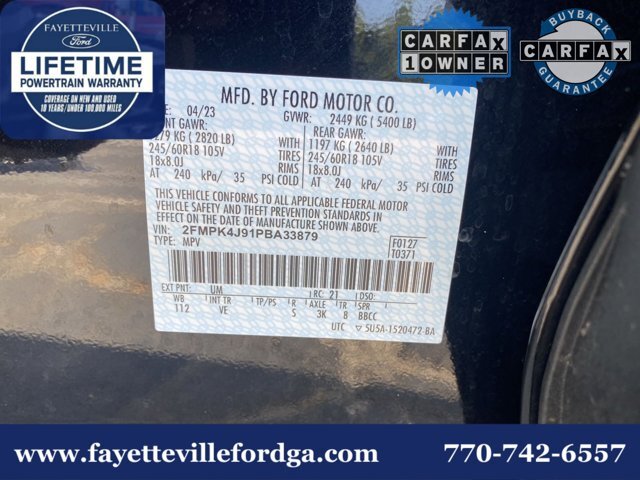 FAYETTEVILLE
Ford
LIFETIME
POWERTRAIN WARRANTY
COVERAGE ON NEW AND USED
10 YEARS/UNDER 100,000 MILES
CARFAX
1 OWNER
BUYBACK
CARFAX
GUARANTEE
MFD. BY FORD MOTOR CO.
04/23
GVWR: 2449 KG ( 5400 LB)
GAWR:
REAR GAWR:
KG ( 2820 LB) WITH
1197 KG ( 2640 LB) WITH
245/60R18 105V TIRES
245/60R18 105V TIRES
18x8.0J RIMS
18x8.0J RIMS
AT 240 kPa/ 35 PSI COLD
AT 240 kPa/ 35 PSI COLD
THIS VEHICLE CONFORMS TO ALL APPLICABLE FEDERAL MOTOR
VEHICLE SAFETY AND THEFT PREVENTION STANDARDS IN
EFFECT ON THE DATE OF MANUFACTURE SHOWN ABOVE.
VIN: 2FMPK4J91PBA33879
TYPE: MPV
F0127
T0371
EXT PNT: UM RC: 21 DSO:
WB INT TR TP/PS R AXLE TR SPR
112 VE S 3K 8 BBCC
UTC ▽ SU5A-1520472-BA
www.fayettevillefordga.com 770-742-6557